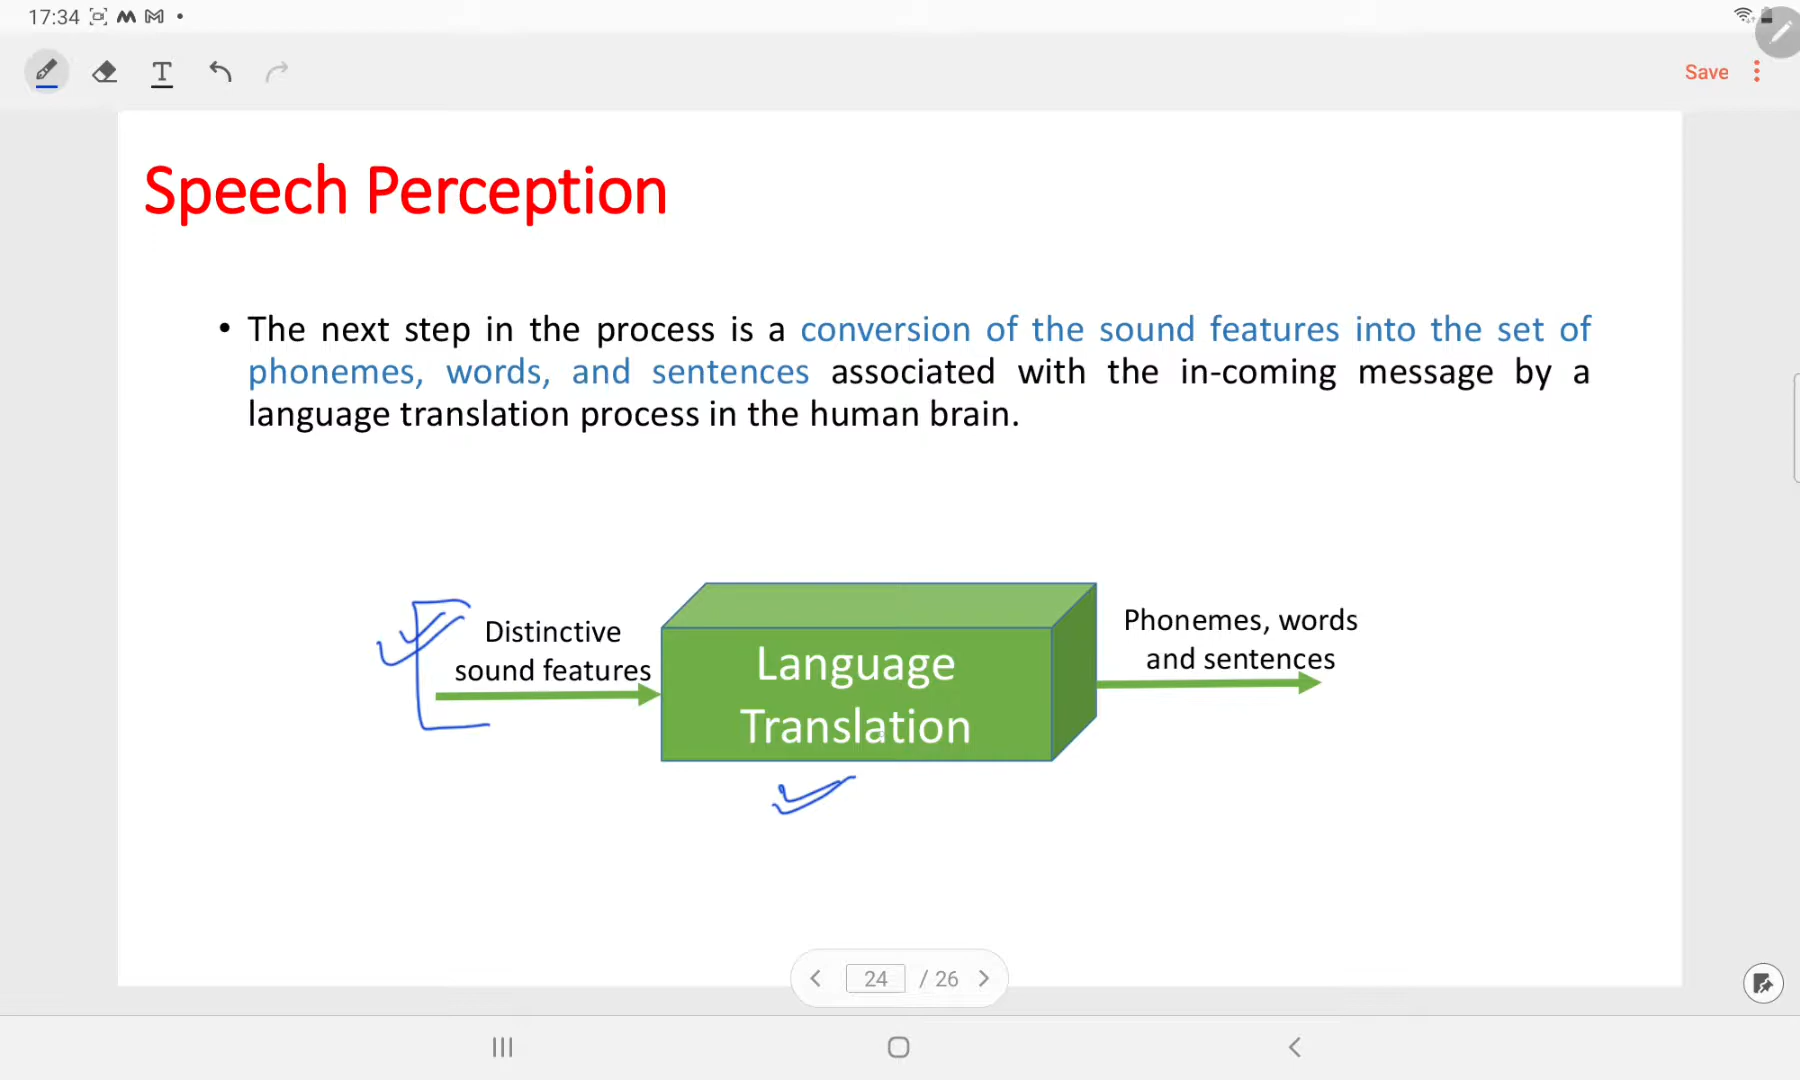 17:34
T
Save
Speech Perception
• The next step in the process is a conversion of the sound features into the set of
phonemes, words, and sentences associated with the in-coming message by a
language translation process in the human brain.
Distinctive
sound features
Language
Translation
Phonemes, words
and sentences
24 / 26